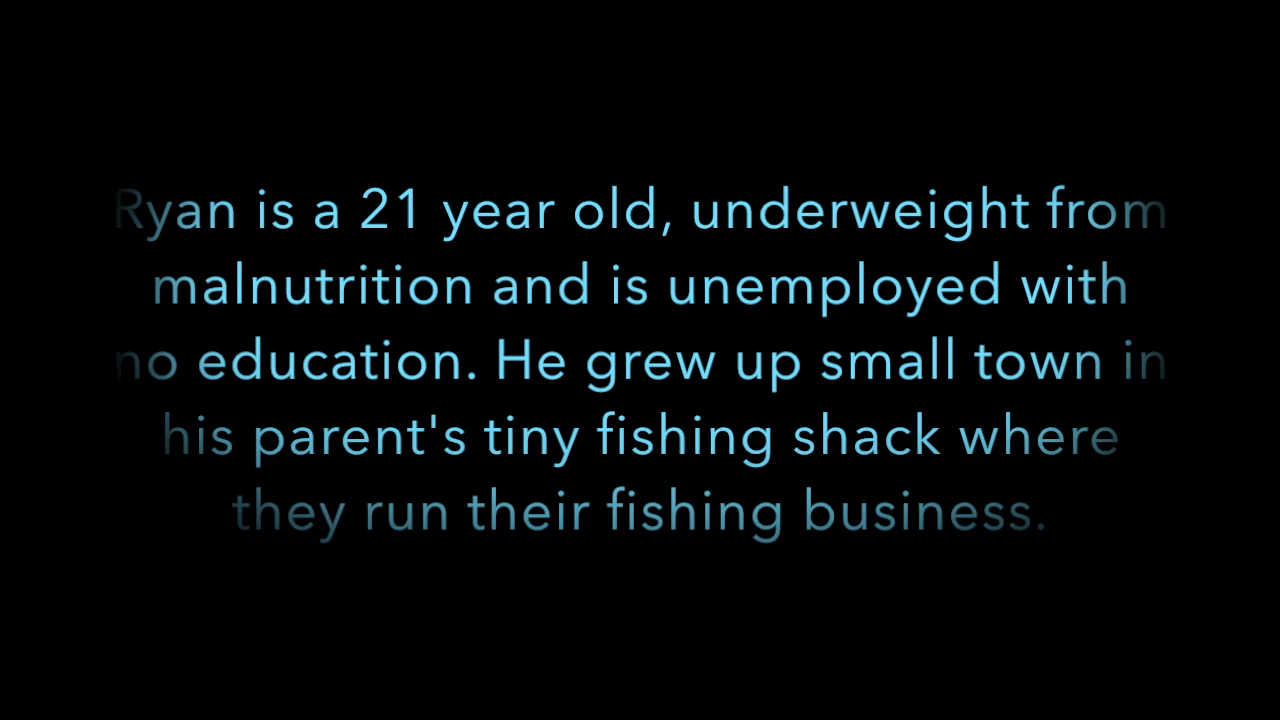 Ryan is a 21 year old, underweight from
malnutrition and is unemployed with
no education. He grew up small town in
his parent's tiny fishing shack where
they run their fishing business.